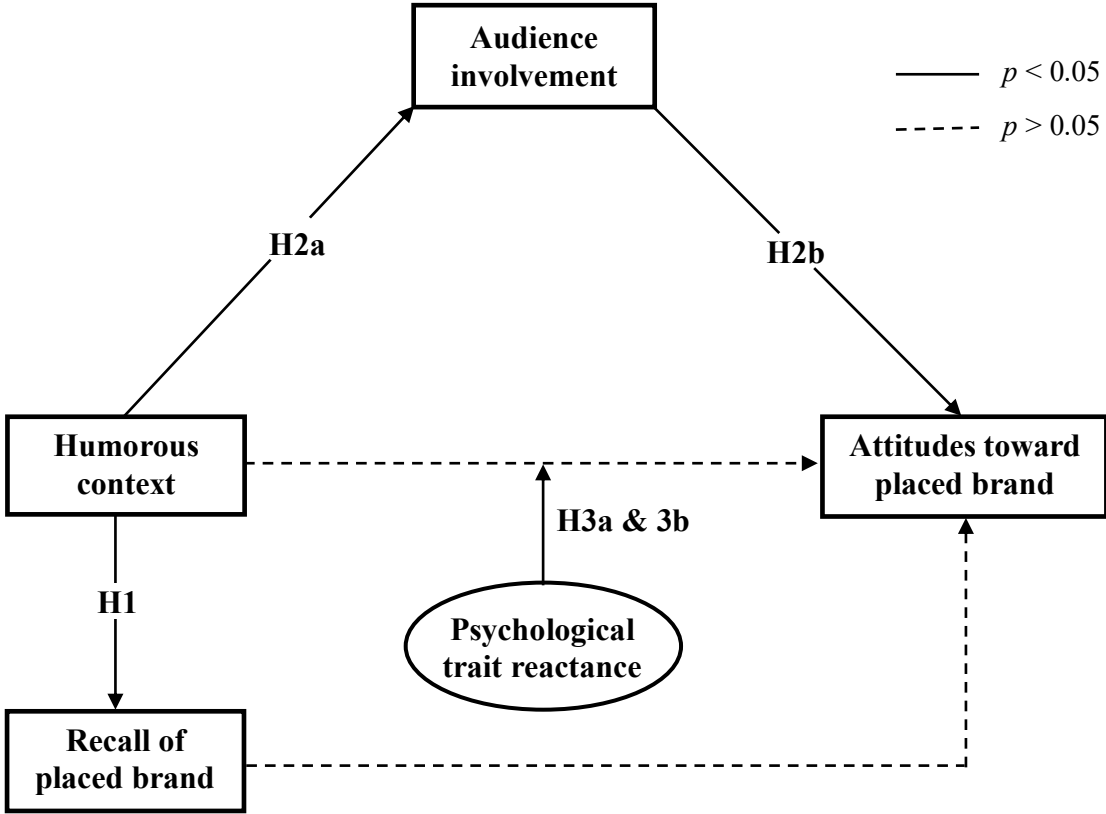 Audience
involvement
p < 0.05
p > 0.05
H2a
H2b
Humorous
context
Attitudes toward
placed brand
H3a & 3b
H1
Psychological
trait reactance
Recall of
placed brand